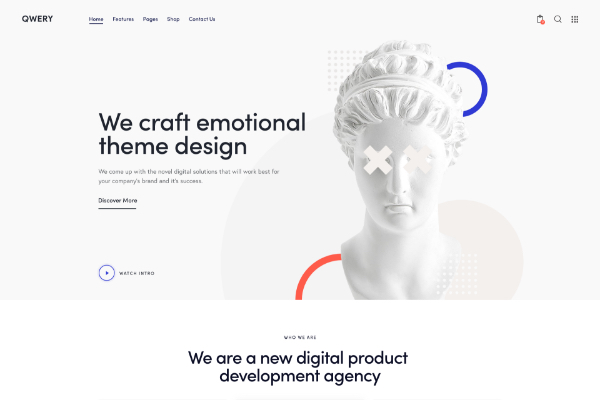 QWERY
Home Features Pages Shop Contact Us
We craft emotional
theme design
We come up with the novel digital solutions that will work best for
your company's brand and it's success.
Discover More
WATCH INTRO
WHO WE ARE
We are a new digital product
development agency